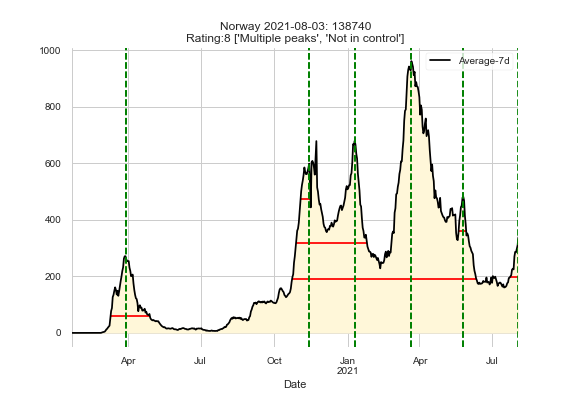 Norway 2021-08-03: 138740
Rating:8 ['Multiple peaks', 'Not in control']
Average-7d
1000
800
600
400
200
0
Apr
Jul
Oct
Jan
2021
Apr
Jul
Date